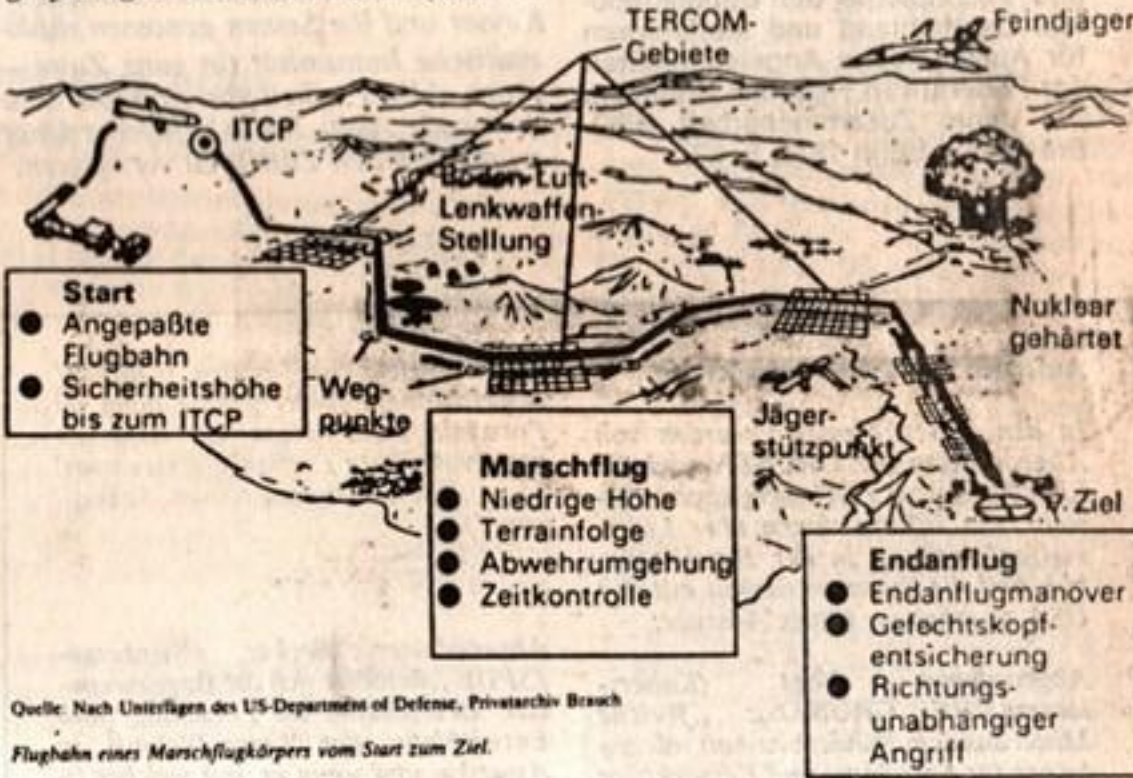 TERCOM-
Gebiete
Feindjäger
ITCP
Boden-Luft-
Lenkwaffen-
Stellung
Nuklear
gehärtet
Start
● Angepaßte
Flugbahn
● Sicherheitshöhe
bis zum ITCP
Weg-
punkte
Jäger-
stützpunkt
Ziel
Marschflug
● Niedrige Höhe
● Terrainfolge
● Abwehrumgehung
● Zeitkontrolle
Endanflug
● Endanflugmanover
● Gefechtskopf-
entsicherung
● Richtungs-
unabhängiger
Angriff
Quelle: Nach Unterlagen des US-Department of Defense, Privatarchiv Brauch
Flugbahn eines Marschflugkörpers vom Start zum Ziel.